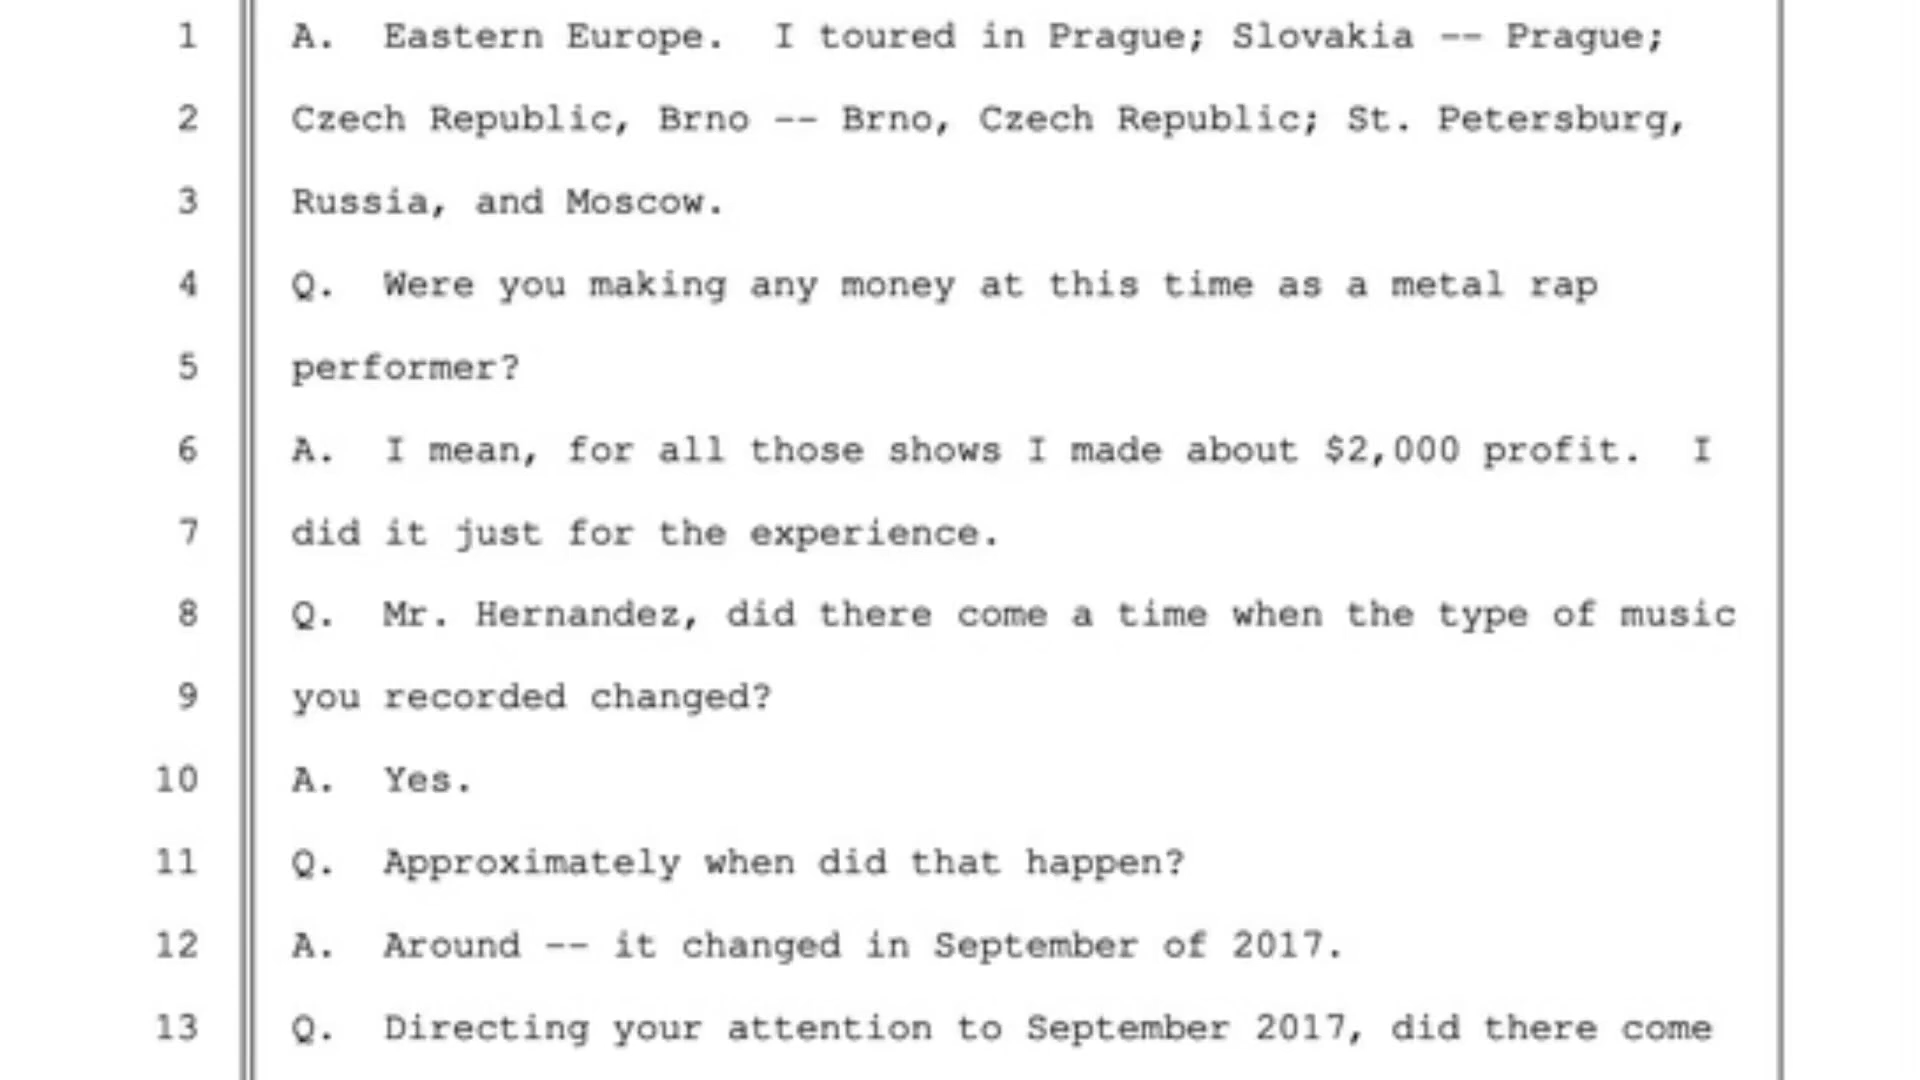 1 A. Eastern Europe. I toured in Prague; Slovakia -- Prague;
2 Czech Republic, Brno -- Brno, Czech Republic; St. Petersburg,
3 Russia, and Moscow.
4 Q. Were you making any money at this time as a metal rap
5 performer?
6 A. I mean, for all those shows I made about $2,000 profit. I
7 did it just for the experience.
8 Q. Mr. Hernandez, did there come a time when the type of music
9 you recorded changed?
10 A. Yes.
11 Q. Approximately when did that happen?
12 A. Around -- it changed in September of 2017.
13 Q. Directing your attention to September 2017, did there come